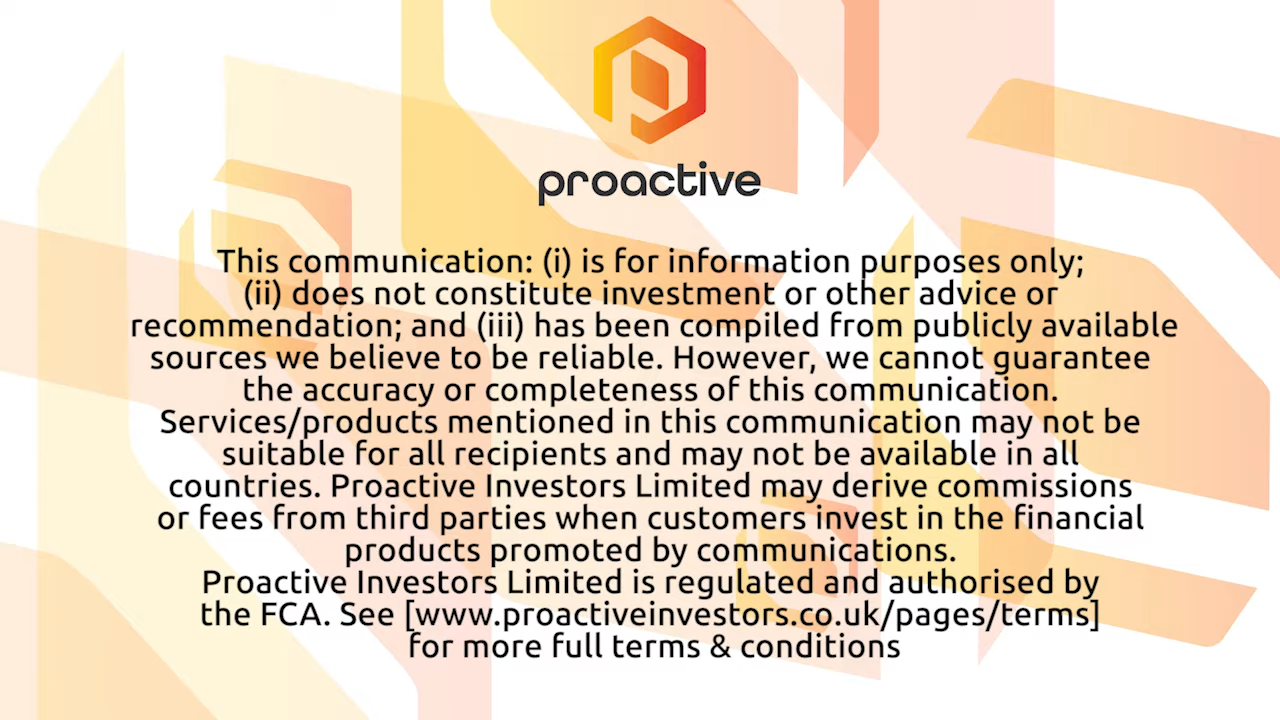 proactive
This communication: (i) is for information purposes only;
(ii) does not constitute investment or other advice or
recommendation; and (iii) has been compiled from publicly available
sources we believe to be reliable. However, we cannot guarantee
the accuracy or completeness of this communication.
Services/products mentioned in this communication may not be
suitable for all recipients and may not be available in all
countries. Proactive Investors Limited may derive commissions
or fees from third parties when customers invest in the financial
products promoted by communications.
Proactive Investors Limited is regulated and authorised by
the FCA. See [www.proactiveinvestors.co.uk/pages/terms]
for more full terms & conditions